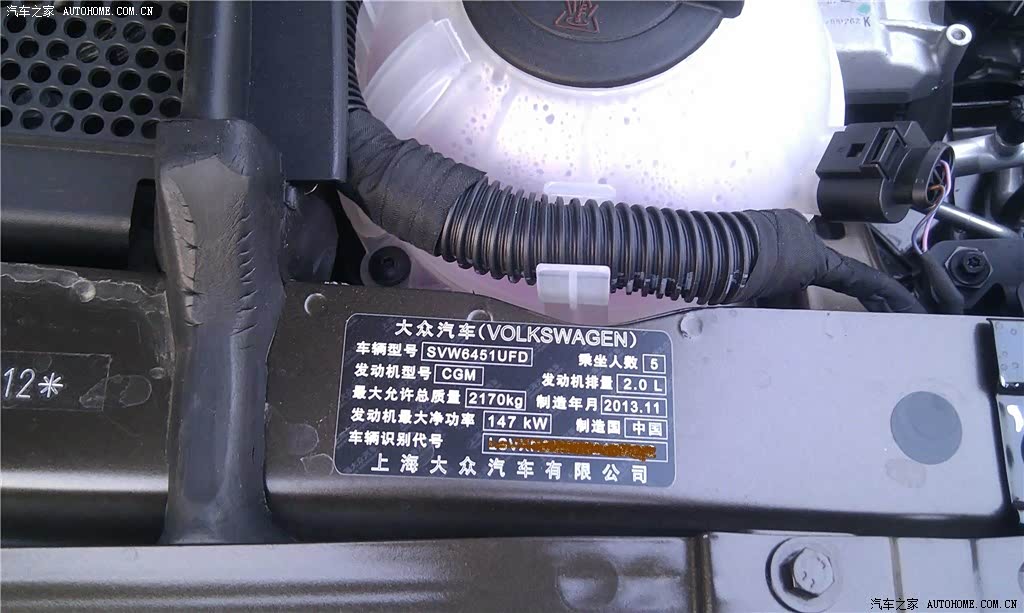 汽车之家 AUTOHOME.COM.CN
12*
大众汽车(VOLKSWAGEN)
车辆型号 SVW6451UFD 乘坐人数 5
发动机型号 CGM 发动机排量 2.0 L
最大允许总质量 2170kg 制造年月 2013.11
发动机最大净功率 147 kW 制造国 中国
车辆识别代号
上海大众汽车有限公司
汽车之家 AUTOHOME.COM.CN